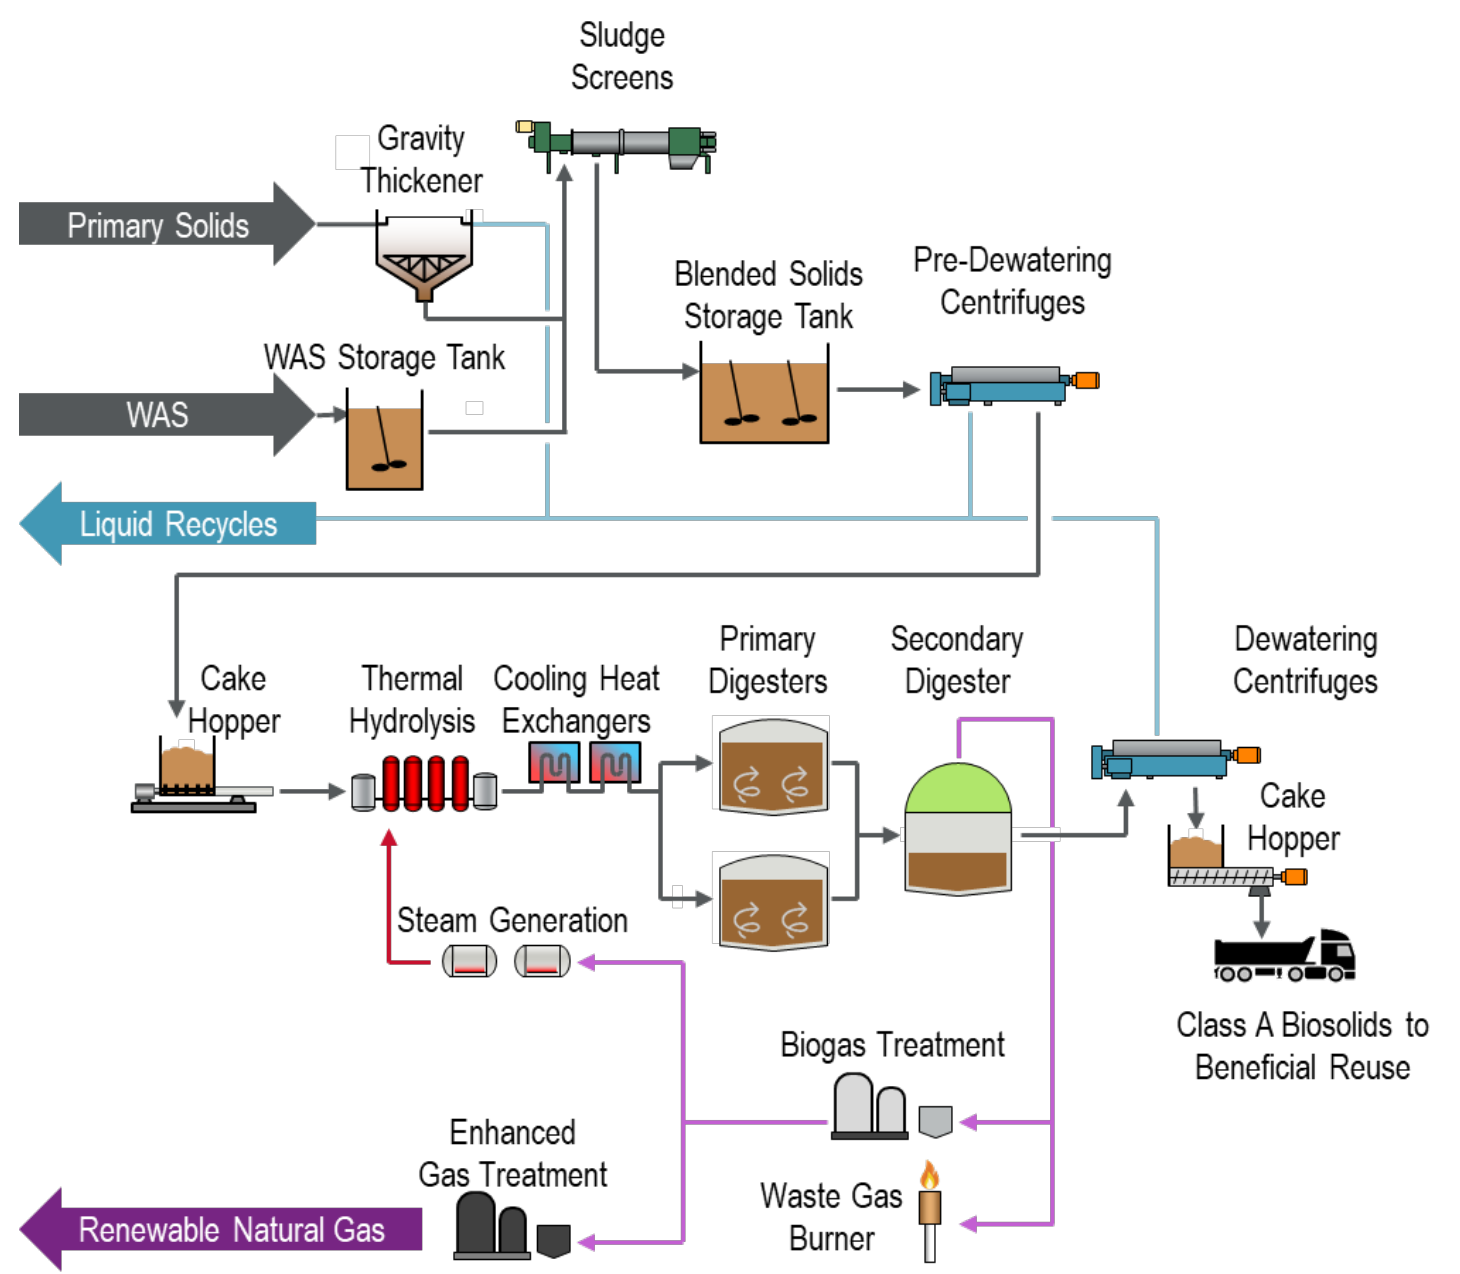 Sludge
Screens
Gravity
Thickener
Primary Solids
Blended Solids
Storage Tank
Pre-Dewatering
Centrifuges
WAS Storage Tank
WAS
Liquid Recycles
Cake
Hopper
Thermal
Hydrolysis
Cooling Heat
Exchangers
Primary
Digesters
Secondary
Digester
Dewatering
Centrifuges
Cake
Hopper
Steam Generation
Class A Biosolids to
Beneficial Reuse
Biogas Treatment
Enhanced
Gas Treatment
Waste Gas
Burner
Renewable Natural Gas